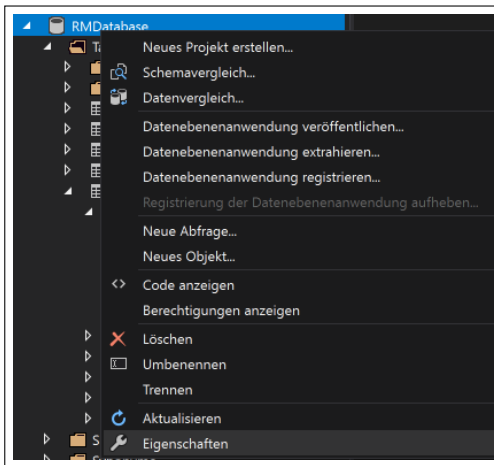 RMDatabase
Neues Projekt erstellen...
Schemavergleich...
Datenvergleich...
Datenebenenanwendung veröffentlichen...
Datenebenenanwendung extrahieren...
Datenebenenanwendung registrieren...
Registrierung der Datenebenenanwendung aufheben...
Neue Abfrage...
Neues Objekt...
Code anzeigen
Berechtigungen anzeigen
Löschen
Umbenennen
Trennen
Aktualisieren
S
Eigenschaften